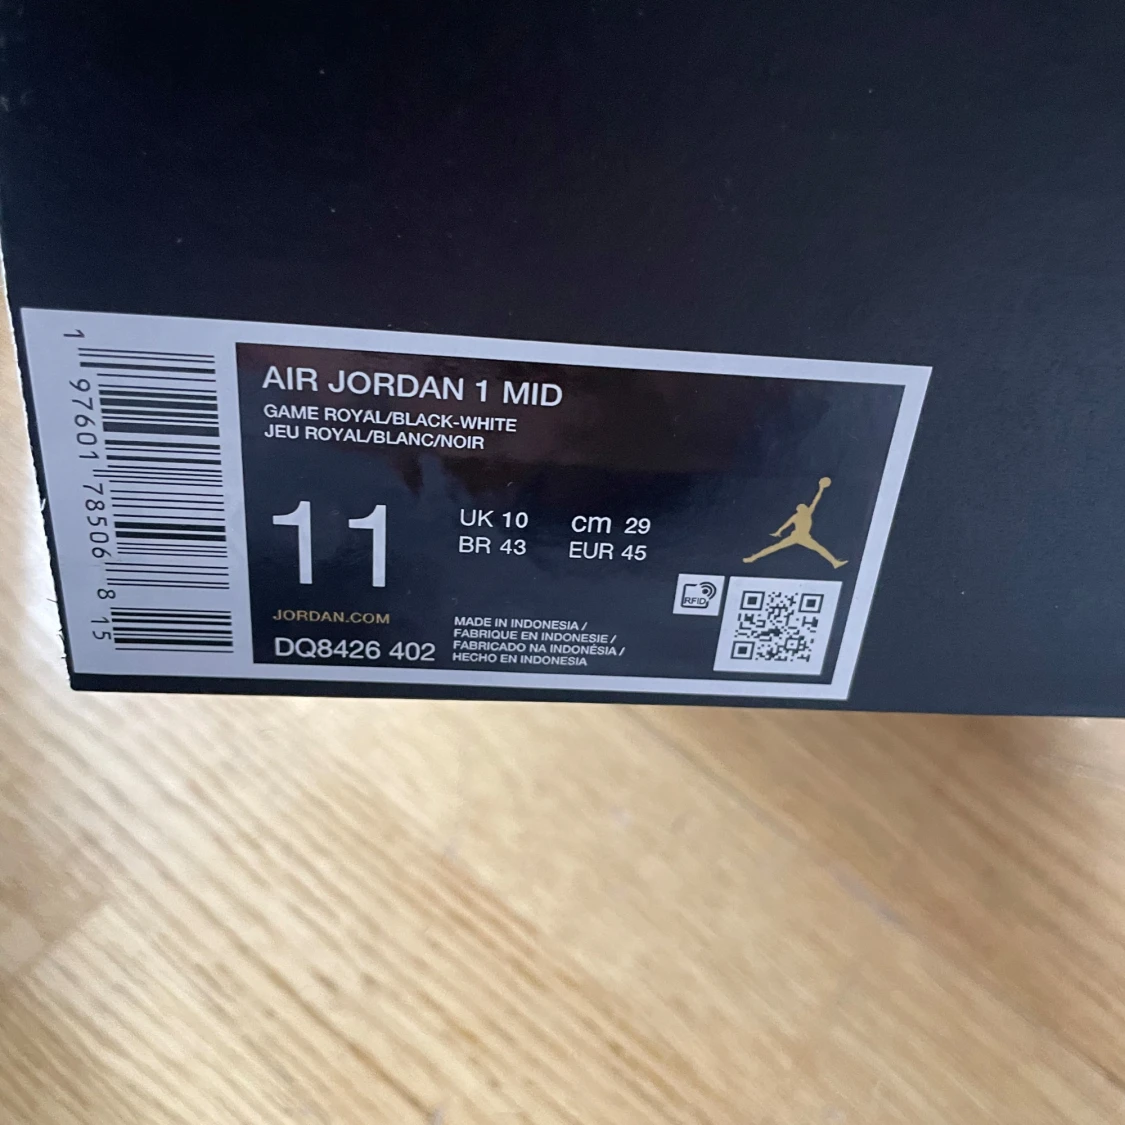 AIR JORDAN 1 MID
GAME ROYAL/BLACK-WHITE
JEU ROYAL/BLANC/NOIR
11
UK 10 cm 29
BR 43 EUR 45
JORDAN.COM
DQ8426 402
MADE IN INDONESIA /
FABRIQUE EN INDONESIE /
FABRICADO NA INDONÉSIA /
HECHO EN INDONESIA
RFID
1 97601 78506 8 15